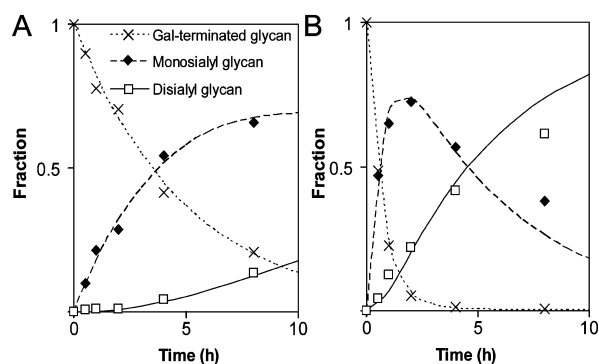 A
1
Gal-terminated glycan
Monosialyl glycan
Disialyl glycan
0.5
Fraction
0
5
10
Time (h)
B
1
0.5
Fraction
0
5
10
Time (h)